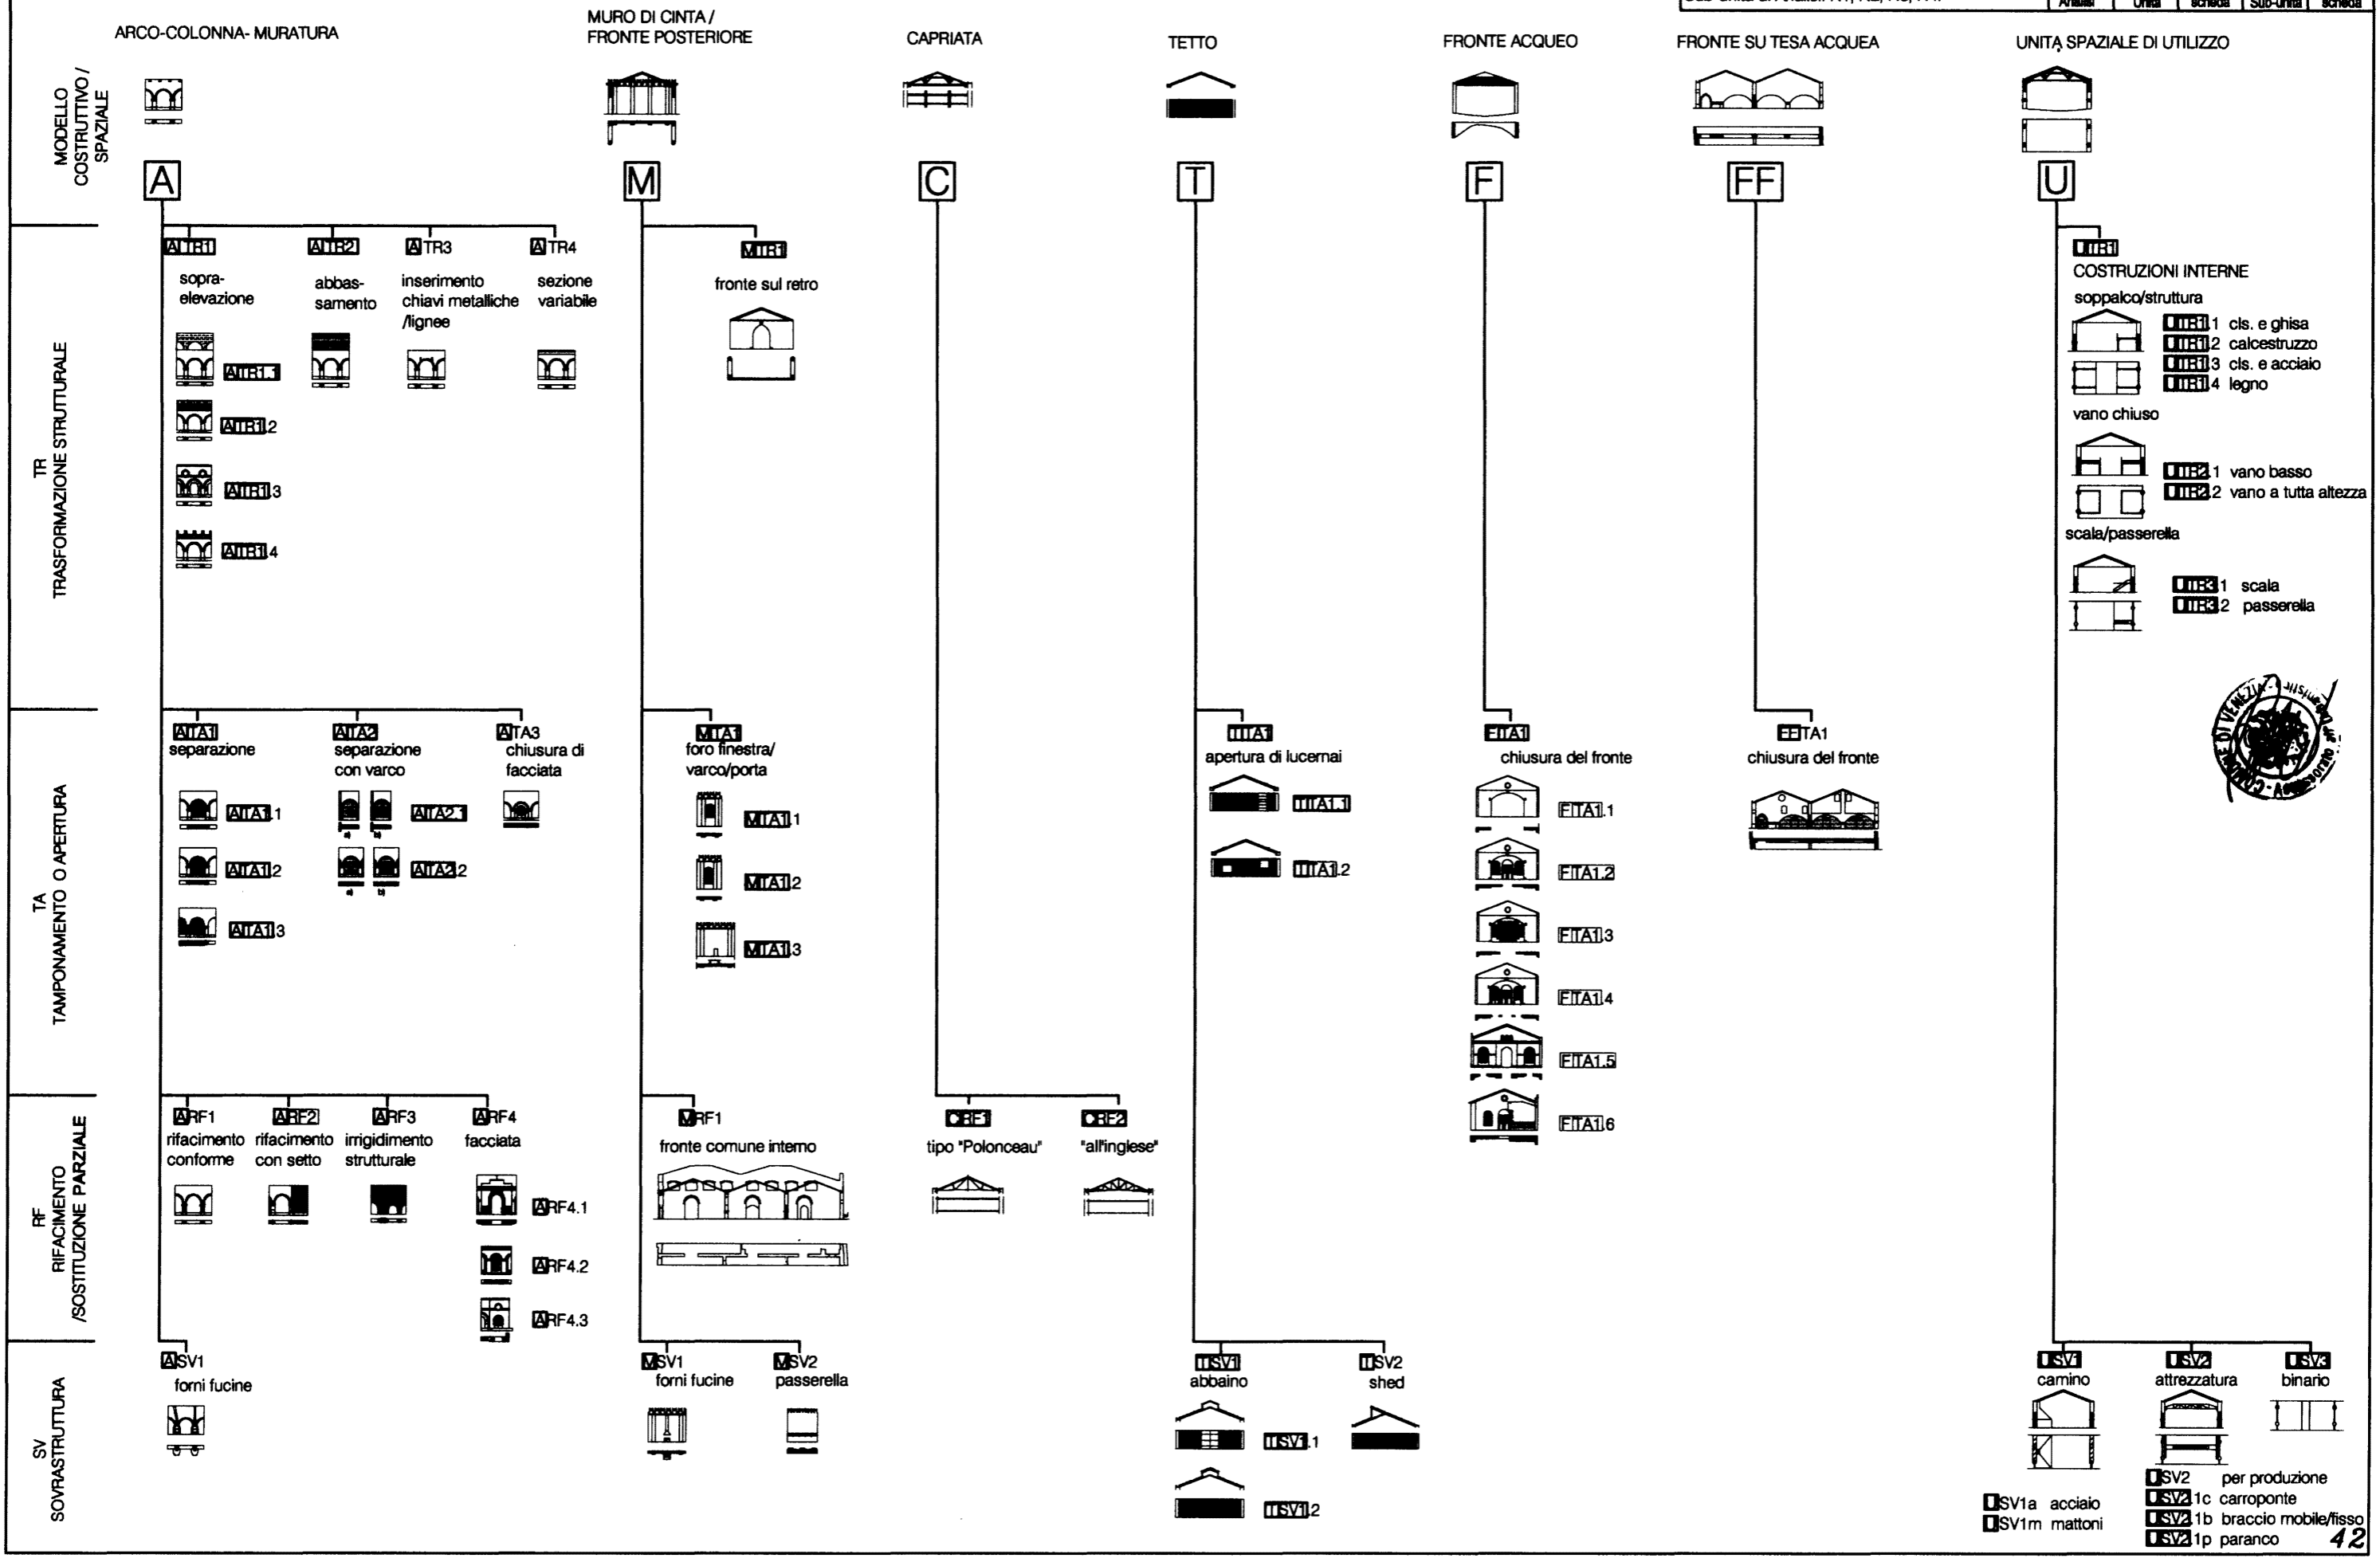 Analisi Unità scheda Sub-unità scheda
ARCO-COLONNA-MURATURA
MURO DI CINTA /
FRONTE POSTERIORE
CAPRIATA
TETTO
FRONTE ACQUEO
FRONTE SU TESA ACQUEA
UNITA SPAZIALE DI UTILIZZO
MODELLO
COSTRUTTIVO /
SPAZIALE
A
M
C
T
F
FF
U
TR
TRASFORMAZIONE STRUTTURALE
ATR1
sopra-
elevazione
ATR1.1
ATR1.2
ATR1.3
ATR1.4
ATR2
abbas-
samento
ATR3
inserimento
chiavi metalliche
/lignee
ATR4
sezione
variabile
MTR1
fronte sul retro
UTR1
COSTRUZIONI INTERNE
soppalco/struttura
UTR1.1 cls. e ghisa
UTR1.2 calcestruzzo
UTR1.3 cls. e acciaio
UTR1.4 legno
vano chiuso
UTR2.1 vano basso
UTR2.2 vano a tutta altezza
scala/passerella
UTR3.1 scala
UTR3.2 passerella
TA
TAMPONAMENTO O APERTURA
ATA1
separazione
ATA1.1
ATA1.2
ATA1.3
ATA2
separazione
con varco
a) b)
ATA2.1
a) b)
ATA2.2
ATA3
chiusura di
facciata
MTA1
foro finestra/
varco/porta
MTA1.1
MTA1.2
MTA1.3
TTA1
apertura di lucernai
TTA1.1
TTA1.2
FTA1
chiusura del fronte
FTA1.1
FTA1.2
FTA1.3
FTA1.4
FTA1.5
FTA1.6
FFTA1
chiusura del fronte
DI VENEZIA
RF
RIFACIMENTO
/SOSTITUZIONE PARZIALE
ARF1
rifacimento
conforme
ARF2
rifacimento
con setto
ARF3
irrigidimento
strutturale
ARF4
facciata
ARF4.1
ARF4.2
ARF4.3
MRF1
fronte comune interno
CRF1
tipo "Polonceau"
CRF2
"all'inglese"
SV
SOVRASTRUTTURA
ASV1
forni fucine
MSV1
forni fucine
MSV2
passerella
TSV1
abbaino
TSV1.1
TSV1.2
TSV2
shed
USV1
camino
USV1a acciaio
USV1m mattoni
USV2
attrezzatura
USV2 per produzione
USV2.1c carroponte
USV2.1b braccio mobile/fisso
USV2.1p paranco
USV3
binario
42